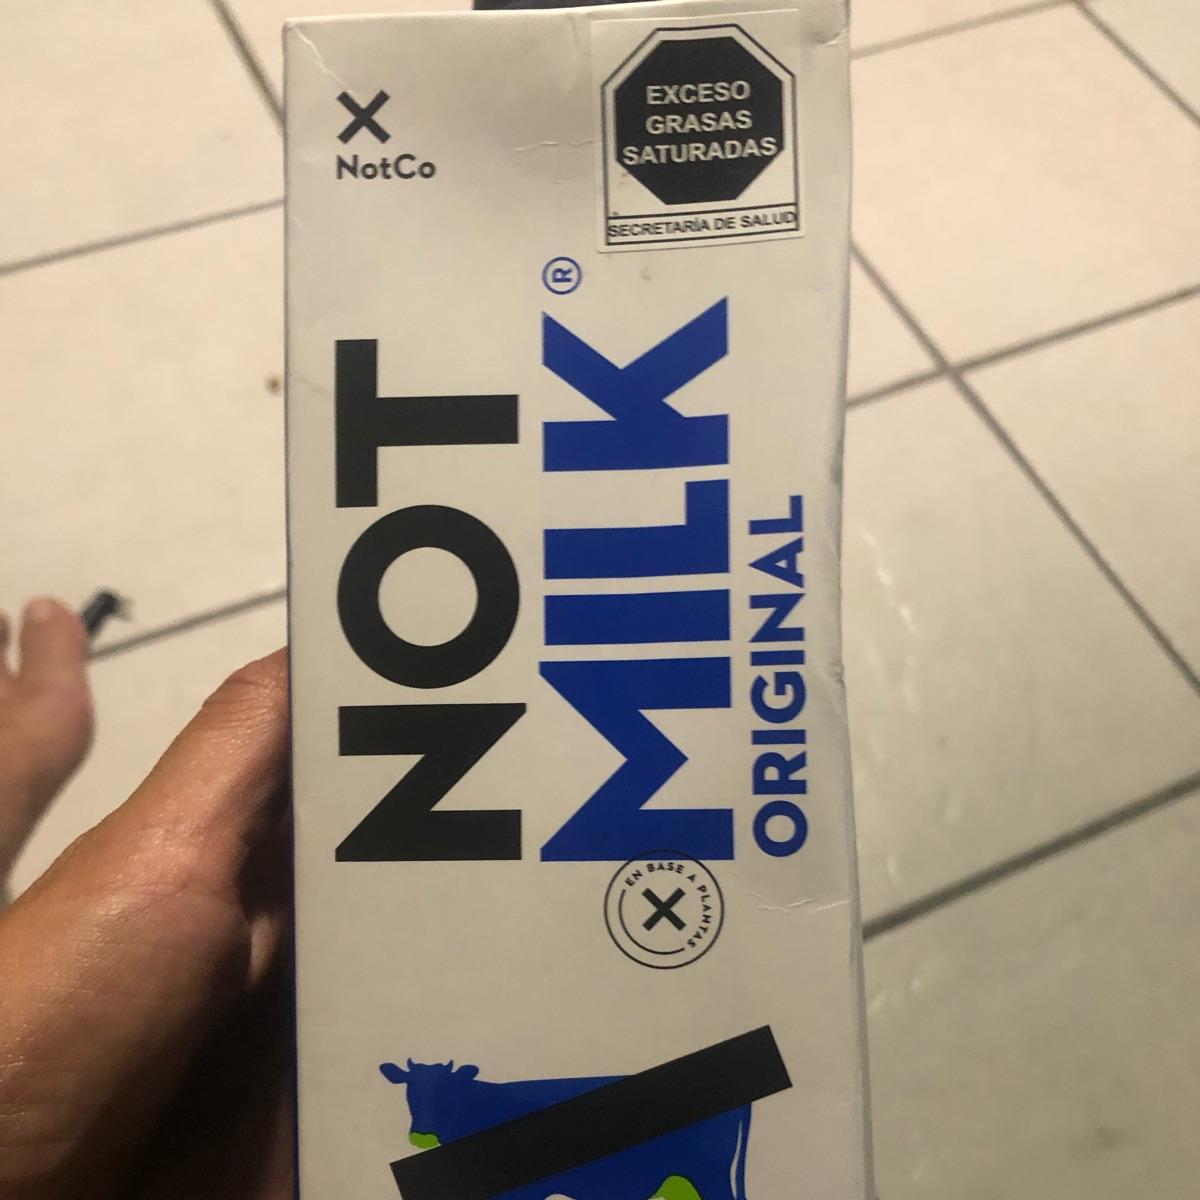 NotCo
EXCESO
GRASAS
SATURADAS
SECRETARÍA DE SALUD
NOT
MILK®
ORIGINAL
EN BASE A PLANTAS